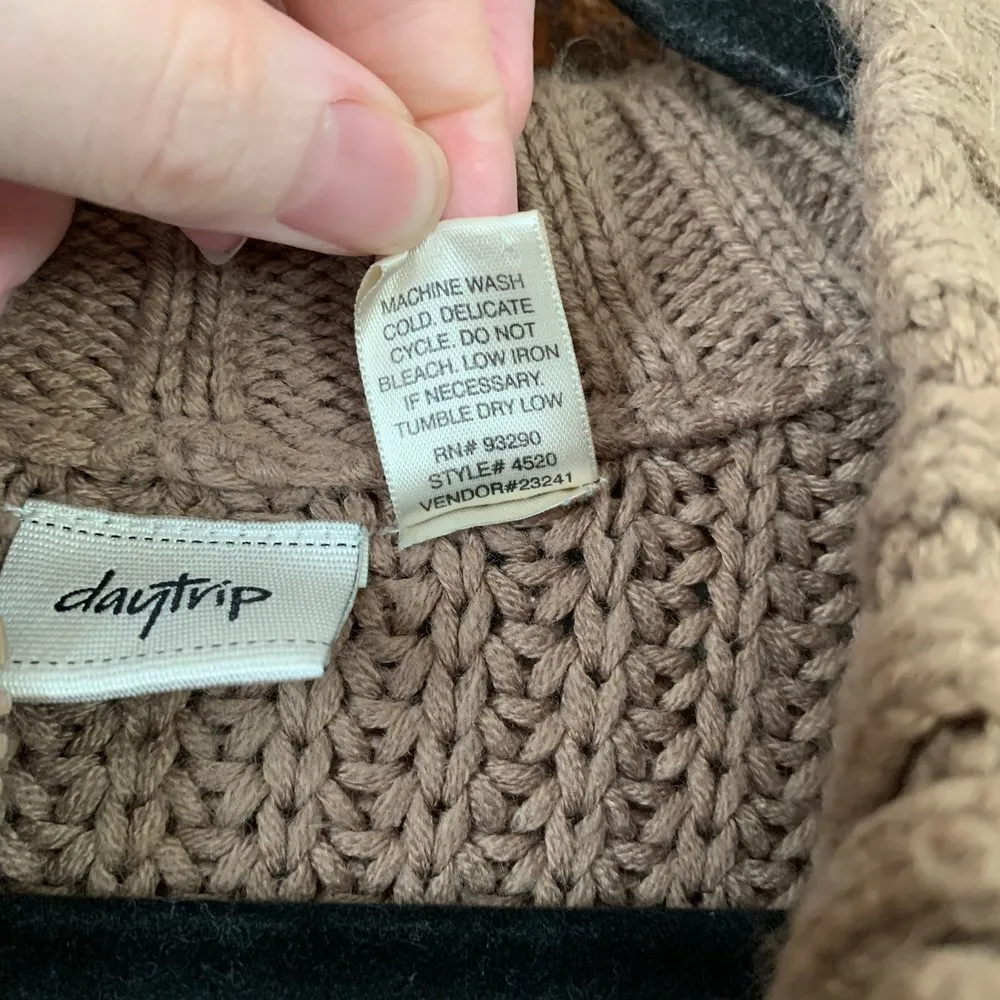 MACHINE WASH
COLD. DELICATE
CYCLE. DO NOT
BLEACH. LOW IRON
IF NECESSARY.
TUMBLE DRY LOW
RN# 93290
STYLE# 4520
VENDOR#23241
daytrip